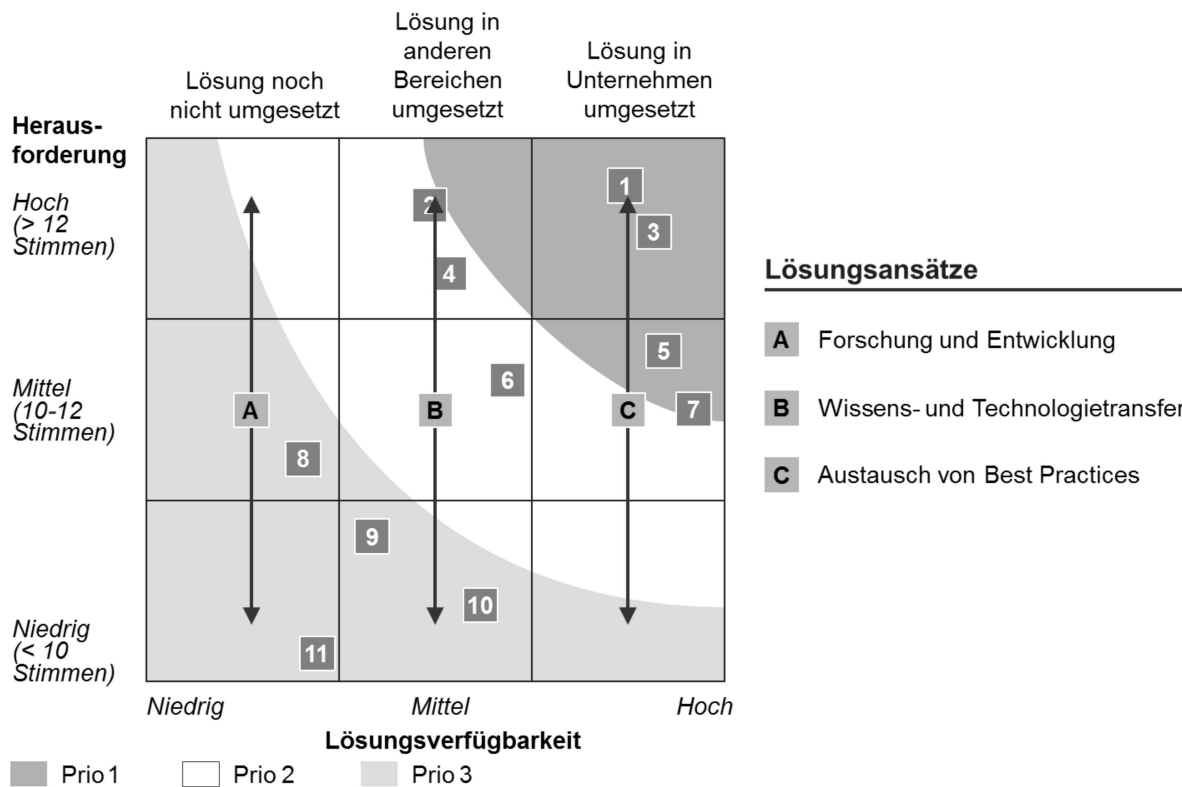 Lösung noch
nicht umgesetzt
Lösung in
anderen
Bereichen
umgesetzt
Lösung in
Unternehmen
umgesetzt
Heraus-
forderung
Hoch
(> 12
Stimmen)
Mittel
(10-12
Stimmen)
Niedrig
(< 10
Stimmen)
1
2
3
4
5
6
7
A
B
C
8
9
10
11
Niedrig
Mittel
Hoch
Lösungsverfügbarkeit
Prio 1
Prio 2
Prio 3
Lösungsansätze
A Forschung und Entwicklung
B Wissens- und Technologietransfer
C Austausch von Best Practices